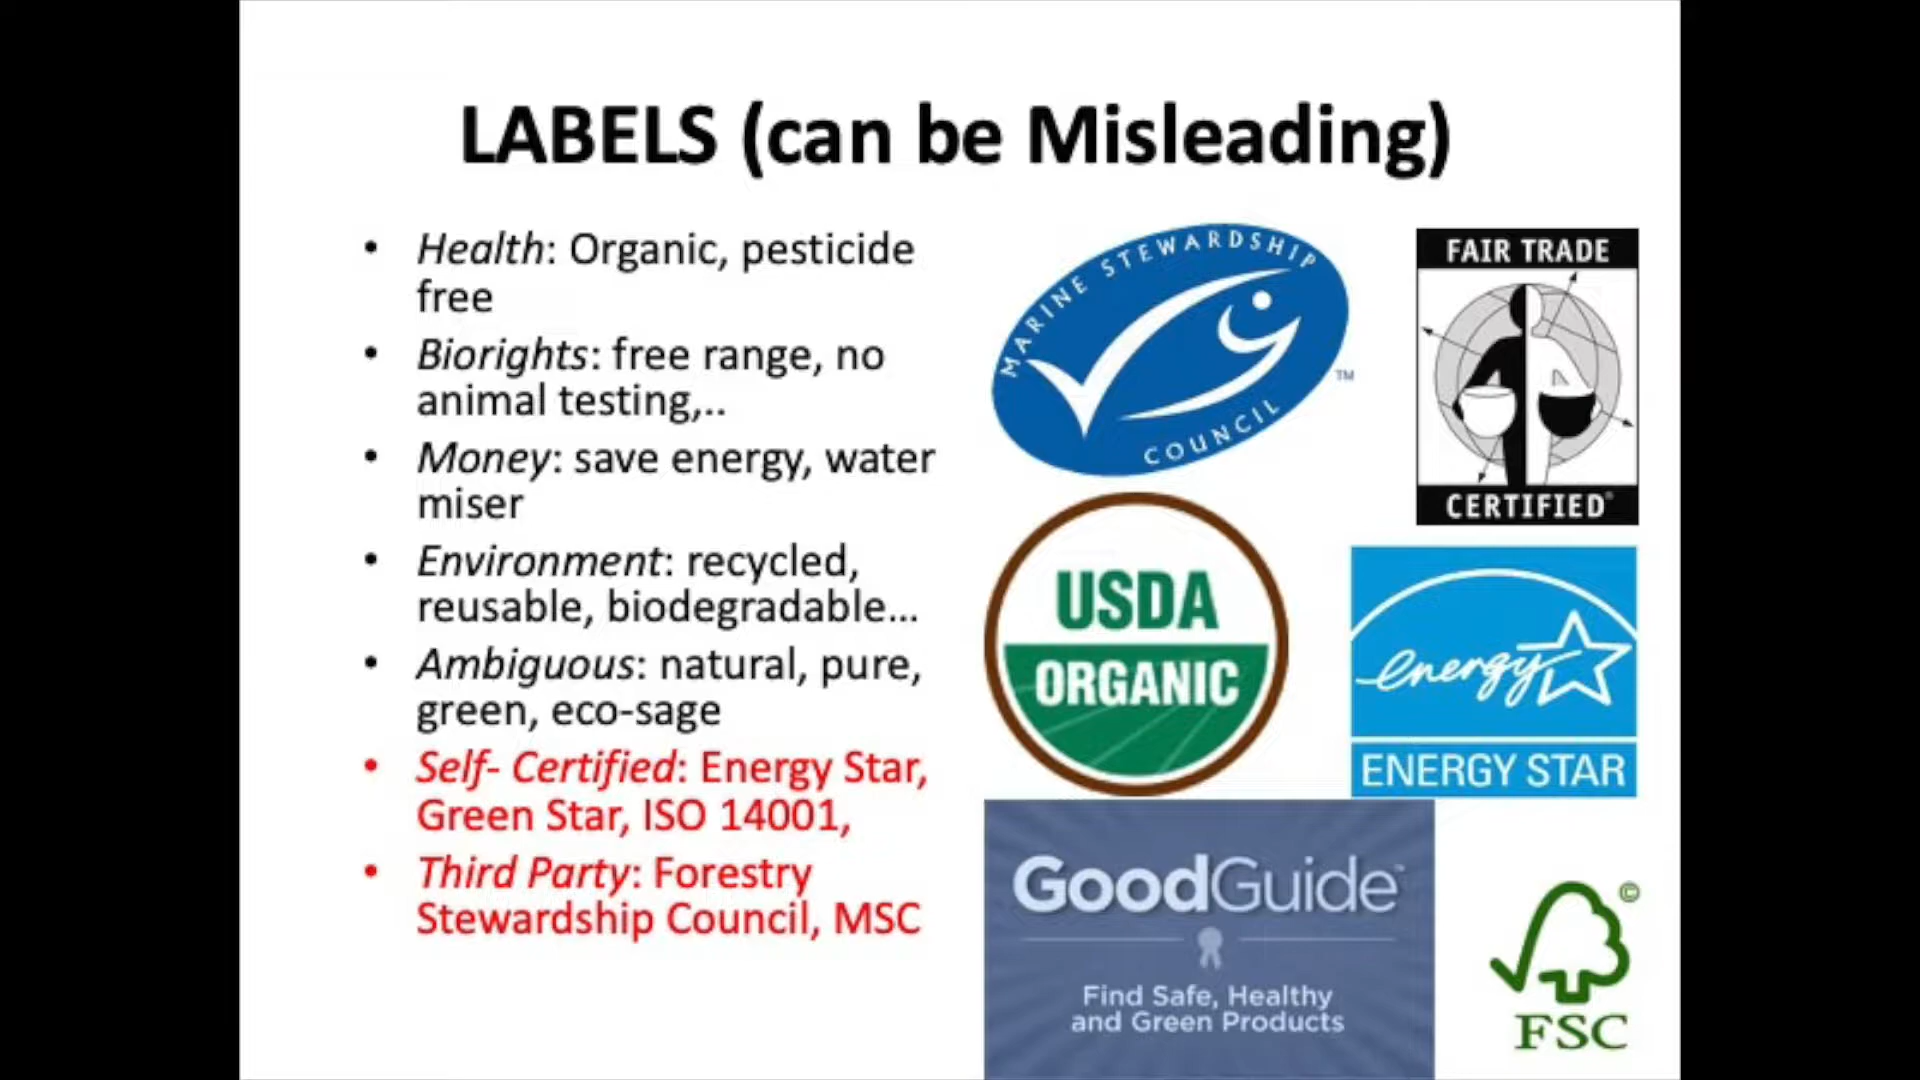 LABELS (can be Misleading)
• Health: Organic, pesticide
free
• Biorights: free range, no
animal testing,..
• Money: save energy, water
miser
• Environment: recycled,
reusable, biodegradable...
• Ambiguous: natural, pure,
green, eco-sage
• Self- Certified: Energy Star,
Green Star, ISO 14001,
• Third Party: Forestry
Stewardship Council, MSC
MARINE STEWARDSHIP
COUNCIL
TM
FAIR TRADE
CERTIFIED®
USDA
ORGANIC
energy
ENERGY STAR
GoodGuide™
Find Safe, Healthy
and Green Products
©
FSC